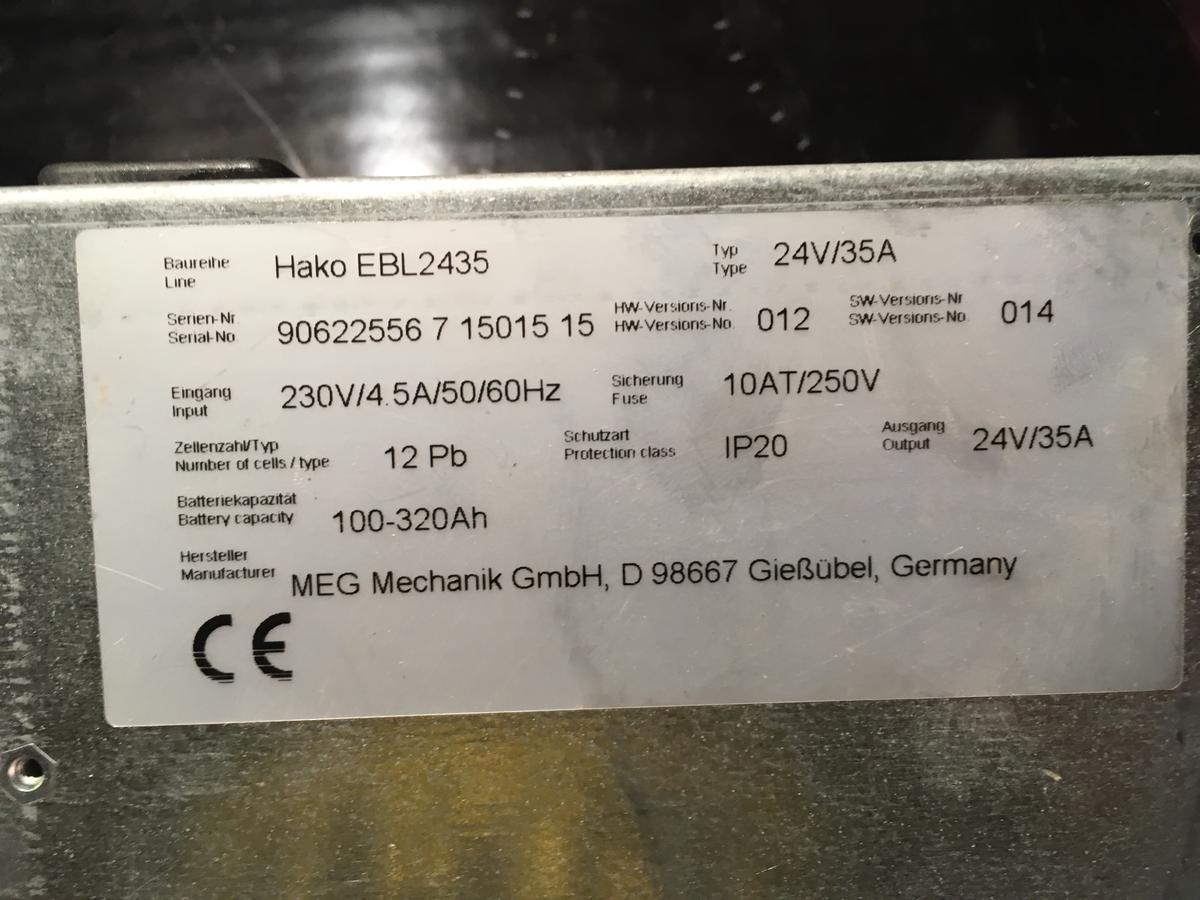 Baureihe Hako EBL2435 Typ 24V/35A
Line Type
Serien-Nr. 90622556 7 15015 15 HW-Versions-Nr. 012 SW-Versions-Nr 014
Serial-No. HW-Versions-No. SW-Versions-No.
Eingang 230V/4.5A/50/60Hz Sicherung 10AT/250V
Input Fuse
Zellenzahl/Typ 12 Pb Schutzart IP20 Ausgang 24V/35A
Number of cells / type Protection class Output
Batteriekapazität 100-320Ah
Battery capacity
Hersteller MEG Mechanik GmbH, D 98667 Gießübel, Germany
Manufacturer
CE